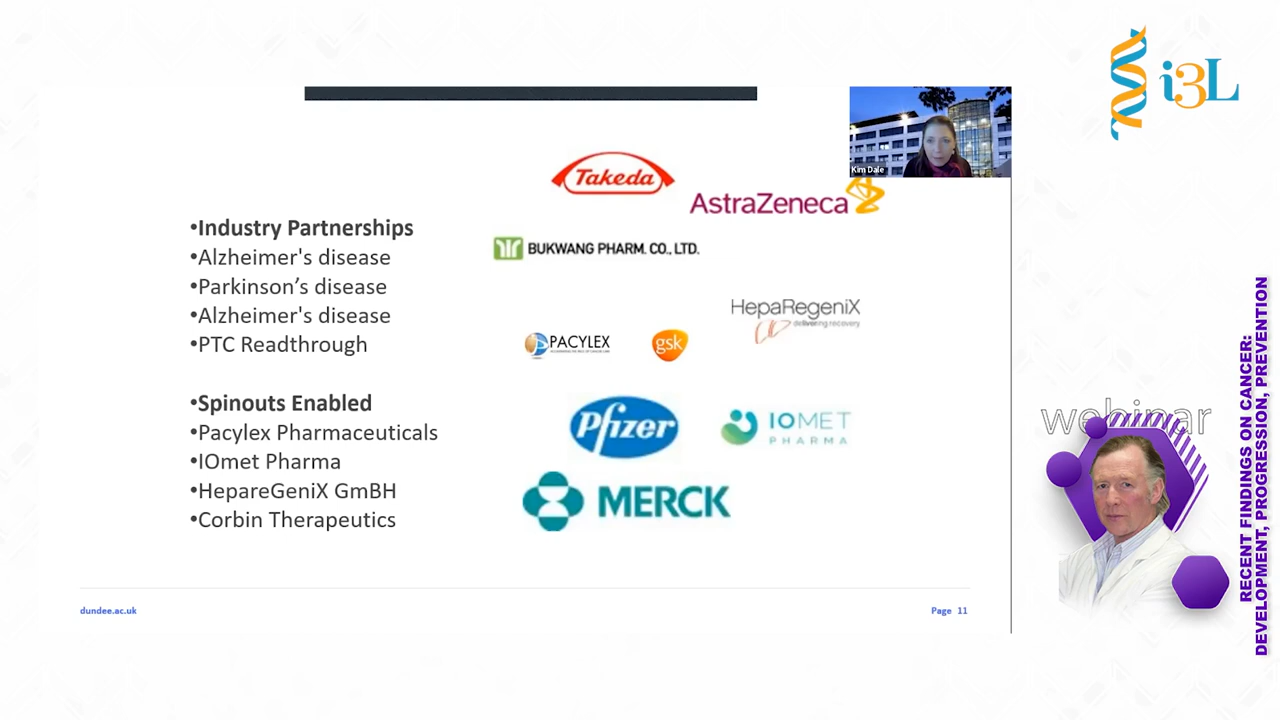 i3L
Kim Dale
Takeda
AstraZeneca
BUKWANG PHARM. CO., LTD.
HepaRegeniX
delivering recovery
PACYLEX
gsk
Pfizer
IOMET
PHARMA
MERCK
•Industry Partnerships
•Alzheimer's disease
•Parkinson’s disease
•Alzheimer's disease
•PTC Readthrough
•Spinouts Enabled
•Pacylex Pharmaceuticals
•IOmet Pharma
•HepareGeniX GmBH
•Corbin Therapeutics
dundee.ac.uk
Page 11
webinar
RECENT FINDINGS ON CANCER:
DEVELOPMENT, PROGRESSION, PREVENTION